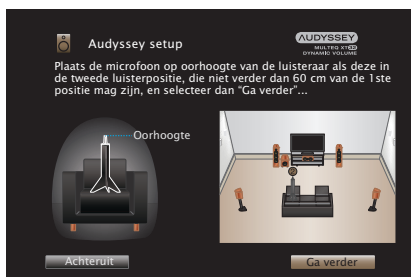 Audyssey setup
AUDYSSEY
MULTEQ XT32
DYNAMIC VOLUME
Plaats de microfoon op oorhoogte van de luisteraar als deze in
de tweede luisterpositie, die niet verder dan 60 cm van de 1ste
positie mag zijn, en selecteer dan “Ga verder”...
Oorhoogte
Achteruit
Ga verder